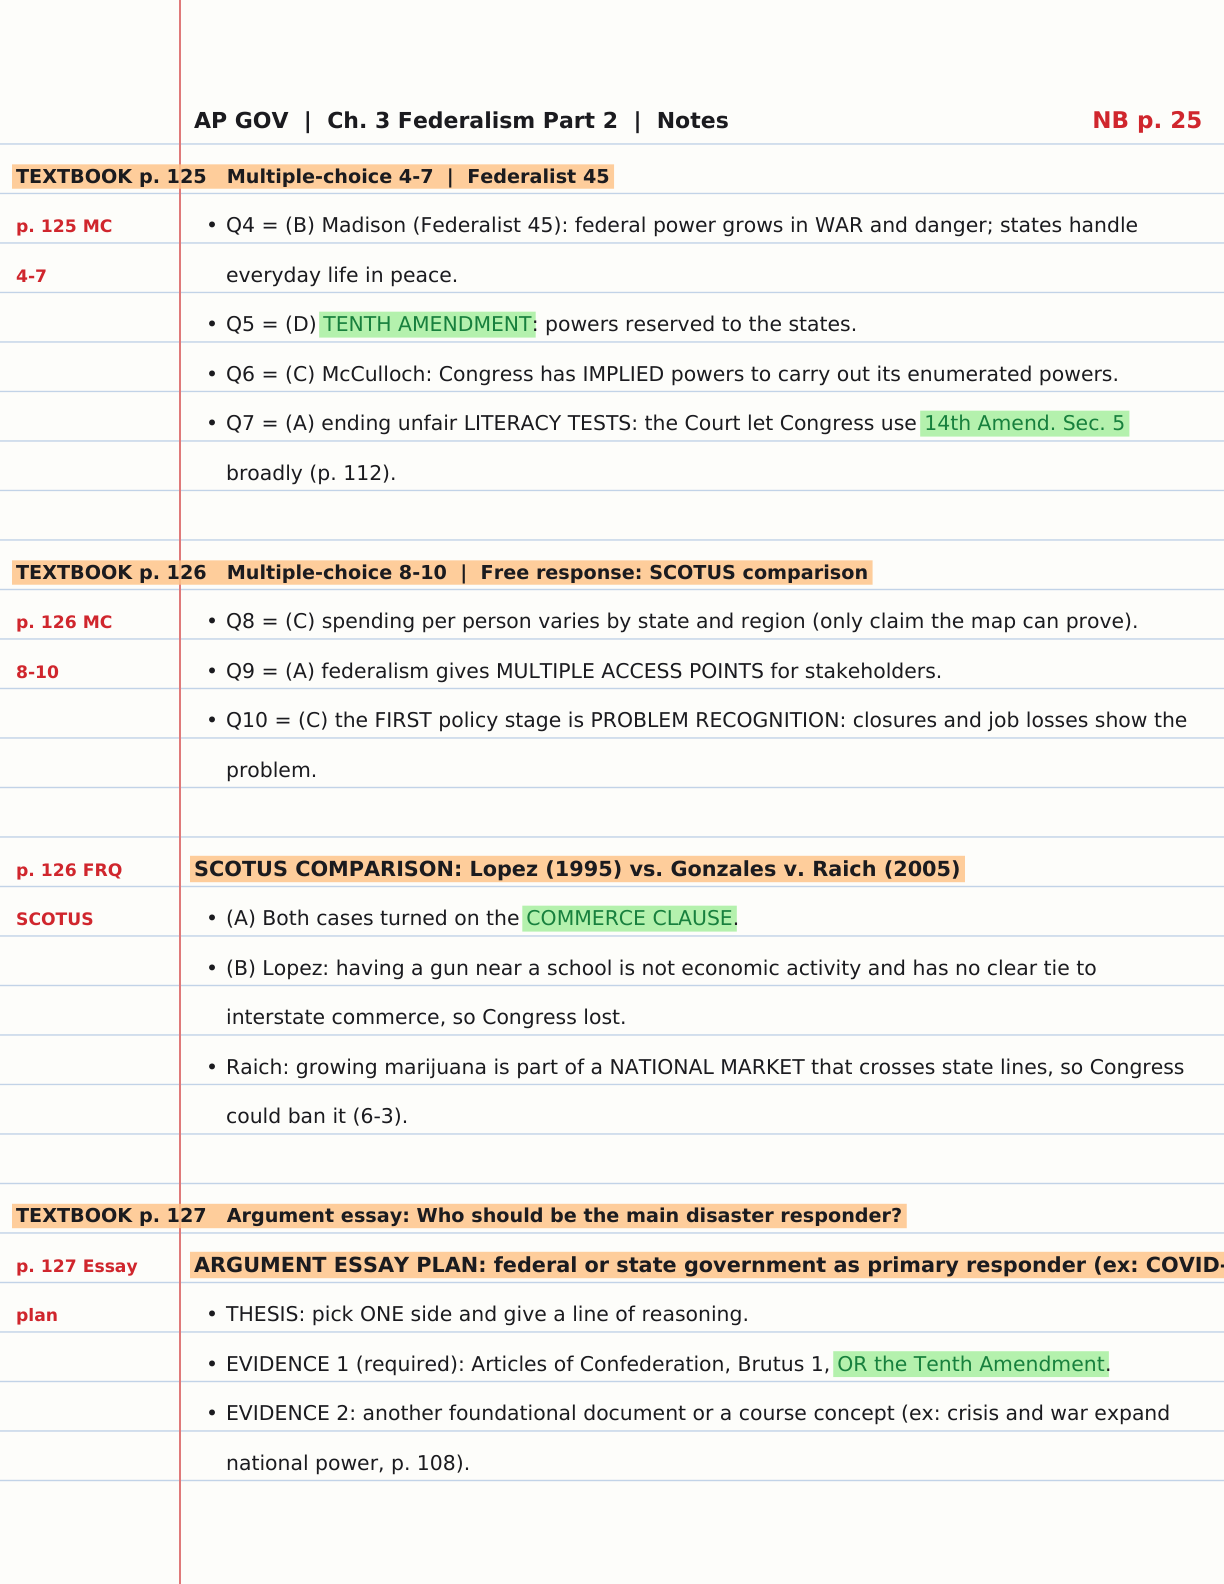 AP GOV | Ch. 3 Federalism Part 2 | Notes NB p. 25
TEXTBOOK p. 125 Multiple-choice 4-7 | Federalist 45
p. 125 MC • Q4 = (B) Madison (Federalist 45): federal power grows in WAR and danger; states handle
4-7 everyday life in peace.
• Q5 = (D) TENTH AMENDMENT: powers reserved to the states.
• Q6 = (C) McCulloch: Congress has IMPLIED powers to carry out its enumerated powers.
• Q7 = (A) ending unfair LITERACY TESTS: the Court let Congress use 14th Amend. Sec. 5
broadly (p. 112).
TEXTBOOK p. 126 Multiple-choice 8-10 | Free response: SCOTUS comparison
p. 126 MC • Q8 = (C) spending per person varies by state and region (only claim the map can prove).
8-10 • Q9 = (A) federalism gives MULTIPLE ACCESS POINTS for stakeholders.
• Q10 = (C) the FIRST policy stage is PROBLEM RECOGNITION: closures and job losses show the
problem.
p. 126 FRQ SCOTUS COMPARISON: Lopez (1995) vs. Gonzales v. Raich (2005)
SCOTUS • (A) Both cases turned on the COMMERCE CLAUSE.
• (B) Lopez: having a gun near a school is not economic activity and has no clear tie to
interstate commerce, so Congress lost.
• Raich: growing marijuana is part of a NATIONAL MARKET that crosses state lines, so Congress
could ban it (6-3).
TEXTBOOK p. 127 Argument essay: Who should be the main disaster responder?
p. 127 Essay ARGUMENT ESSAY PLAN: federal or state government as primary responder (ex: COVID-
plan • THESIS: pick ONE side and give a line of reasoning.
• EVIDENCE 1 (required): Articles of Confederation, Brutus 1, OR the Tenth Amendment.
• EVIDENCE 2: another foundational document or a course concept (ex: crisis and war expand
national power, p. 108).